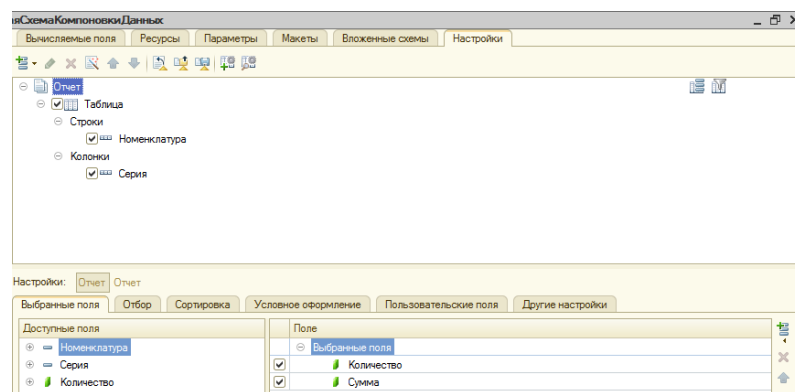 яСхемаКомпоновкиДанных
Вычисляемые поля Ресурсы Параметры Макеты Вложенные схемы Настройки
Отчет
Таблица
Строки
Номенклатура
Колонки
Серия
Настройки: Отчет Отчет
Выбранные поля Отбор Сортировка Условное оформление Пользовательские поля Другие настройки
Доступные поля Поле
Номенклатура Выбранные поля
Серия Количество
Количество Сумма